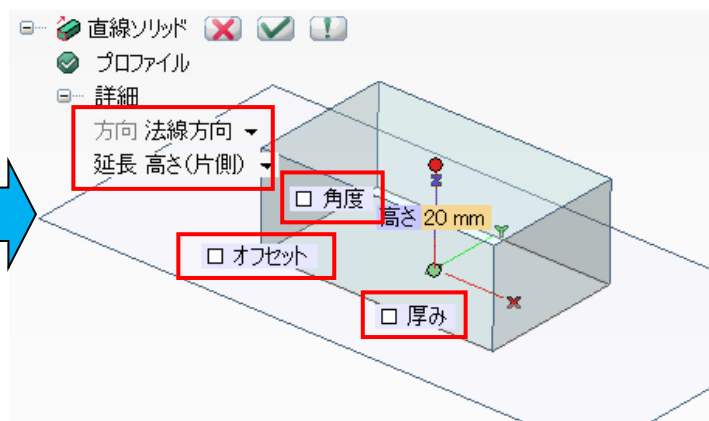 直線ソリッド
プロファイル
詳細
方向 法線方向
延長 高さ(片側)
角度
高さ 20 mm
オフセット
厚み
Z
Y
X